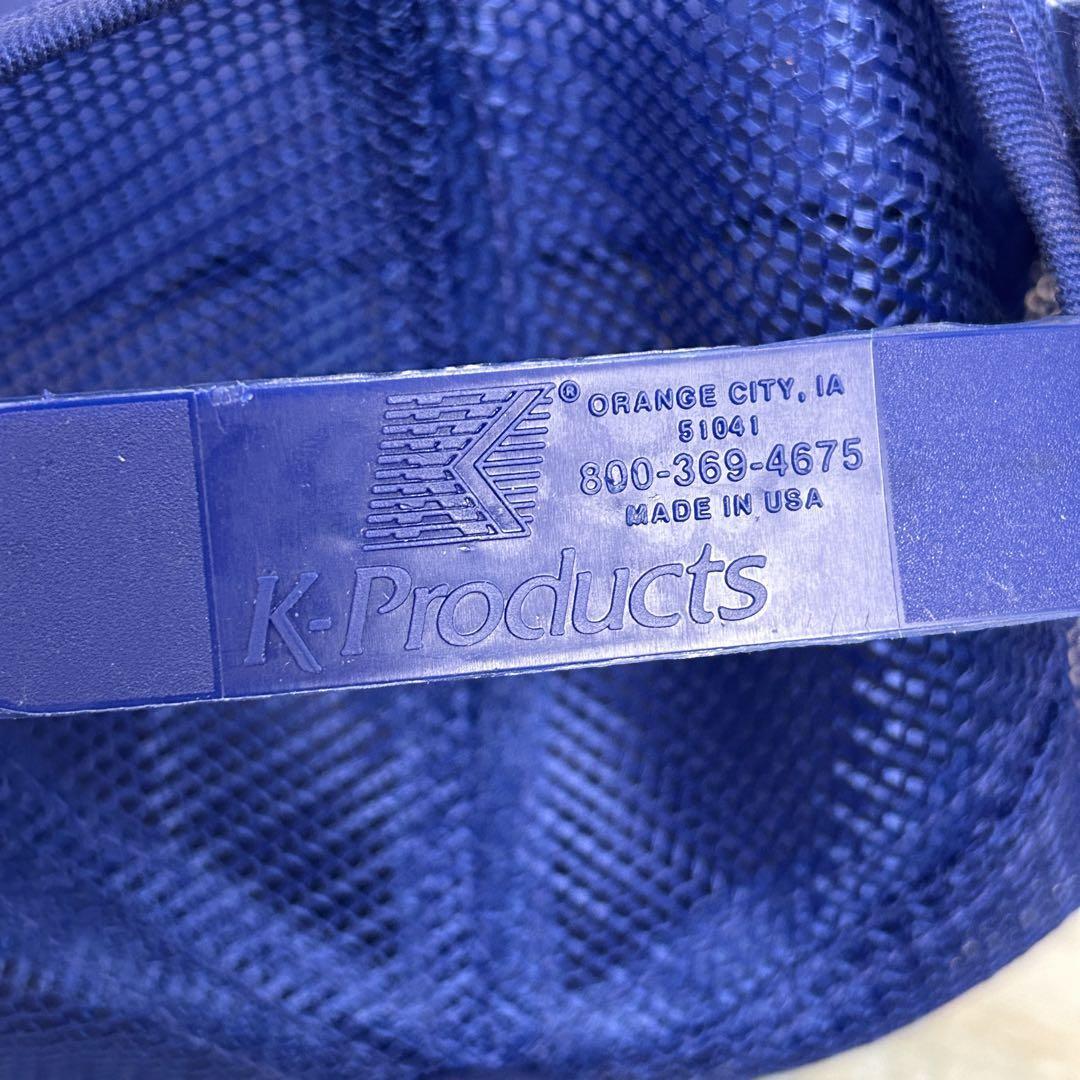 ® ORANGE CITY, IA
51041
800-369-4675
MADE IN USA
K-Products